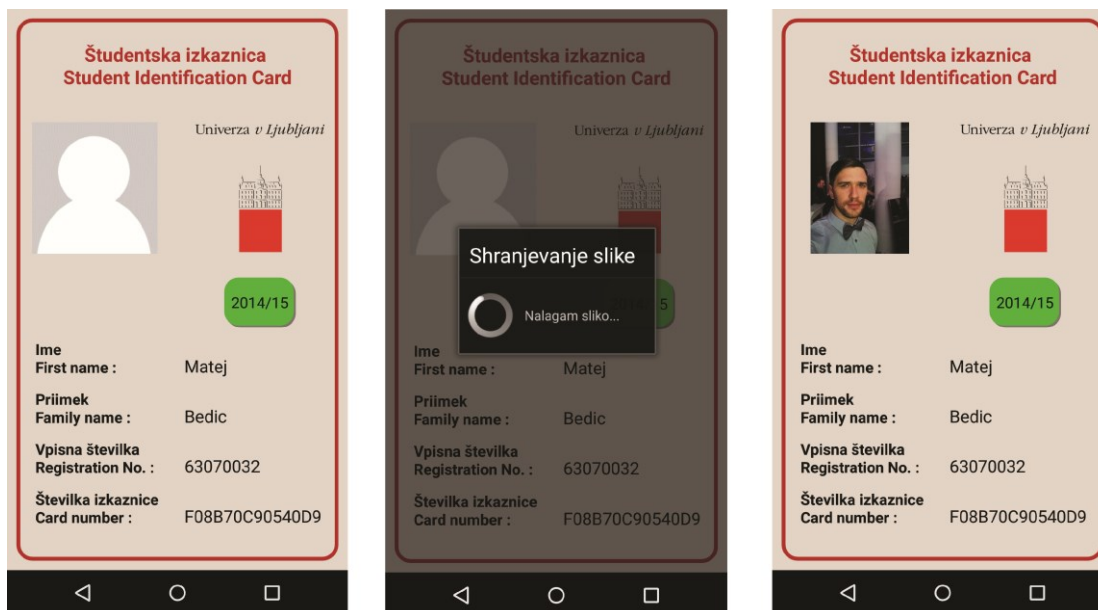 Študentska izkaznica
Student Identification Card
Univerza v Ljubljani
2014/15
Ime
First name : Matej
Priimek
Family name : Bedic
Vpisna številka
Registration No. : 63070032
Številka izkaznice
Card number : F08B70C90540D9
Študentska izkaznica
Student Identification Card
Univerza v Ljubljani
Shranjevanje slike
5
Nalagam sliko...
Ime
First name : Matej
Priimek
Family name : Bedic
Vpisna številka
Registration No. : 63070032
Številka izkaznice
Card number : F08B70C90540D9
Študentska izkaznica
Student Identification Card
Univerza v Ljubljani
2014/15
Ime
First name : Matej
Priimek
Family name : Bedic
Vpisna številka
Registration No. : 63070032
Številka izkaznice
Card number : F08B70C90540D9